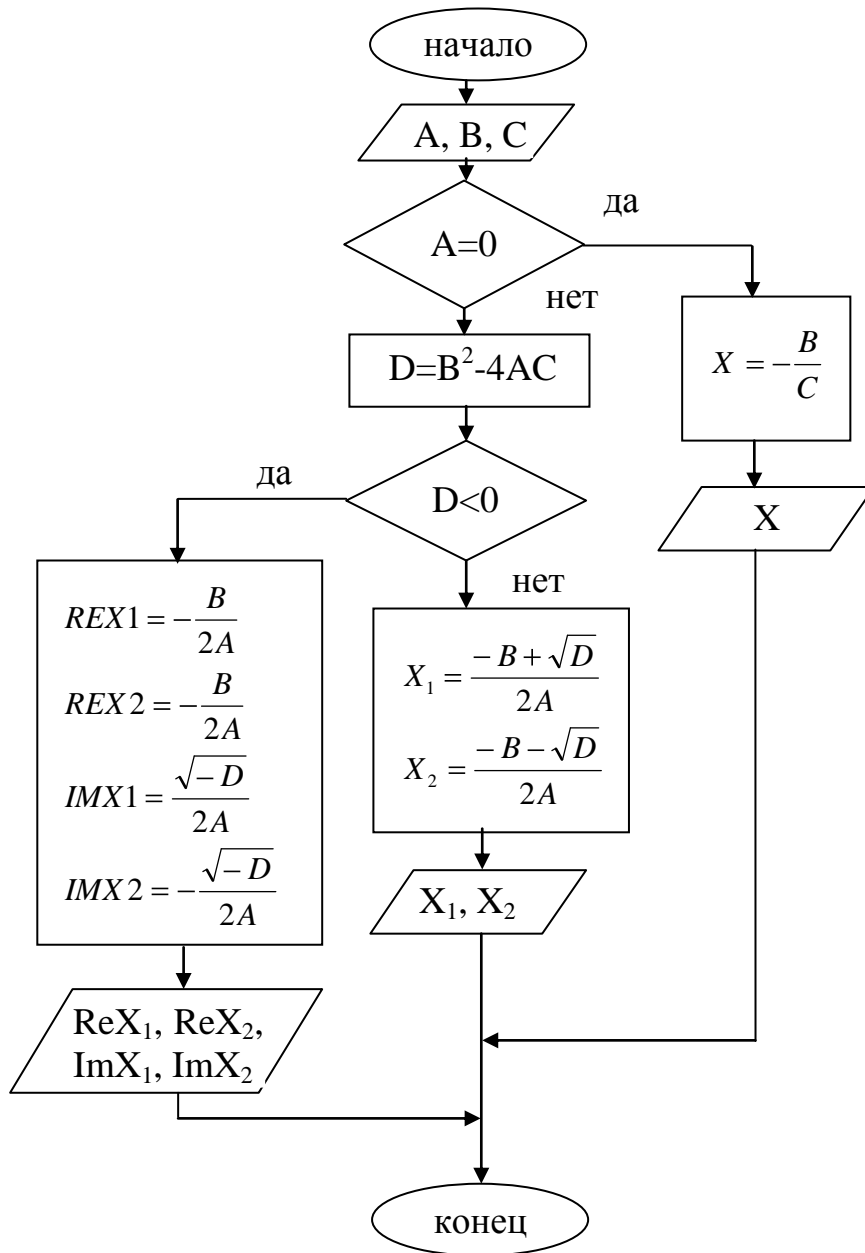 начало
A, B, C
да
A=0
нет
D=B²-4AC
X = -B/C
да
D<0
X
нет
REX1 = -B/2A
REX2 = -B/2A
IMX1 = √-D/2A
IMX2 = -√-D/2A
X₁ = -B+√D/2A
X₂ = -B-√D/2A
X₁, X₂
ReX₁, ReX₂,
ImX₁, ImX₂
конец